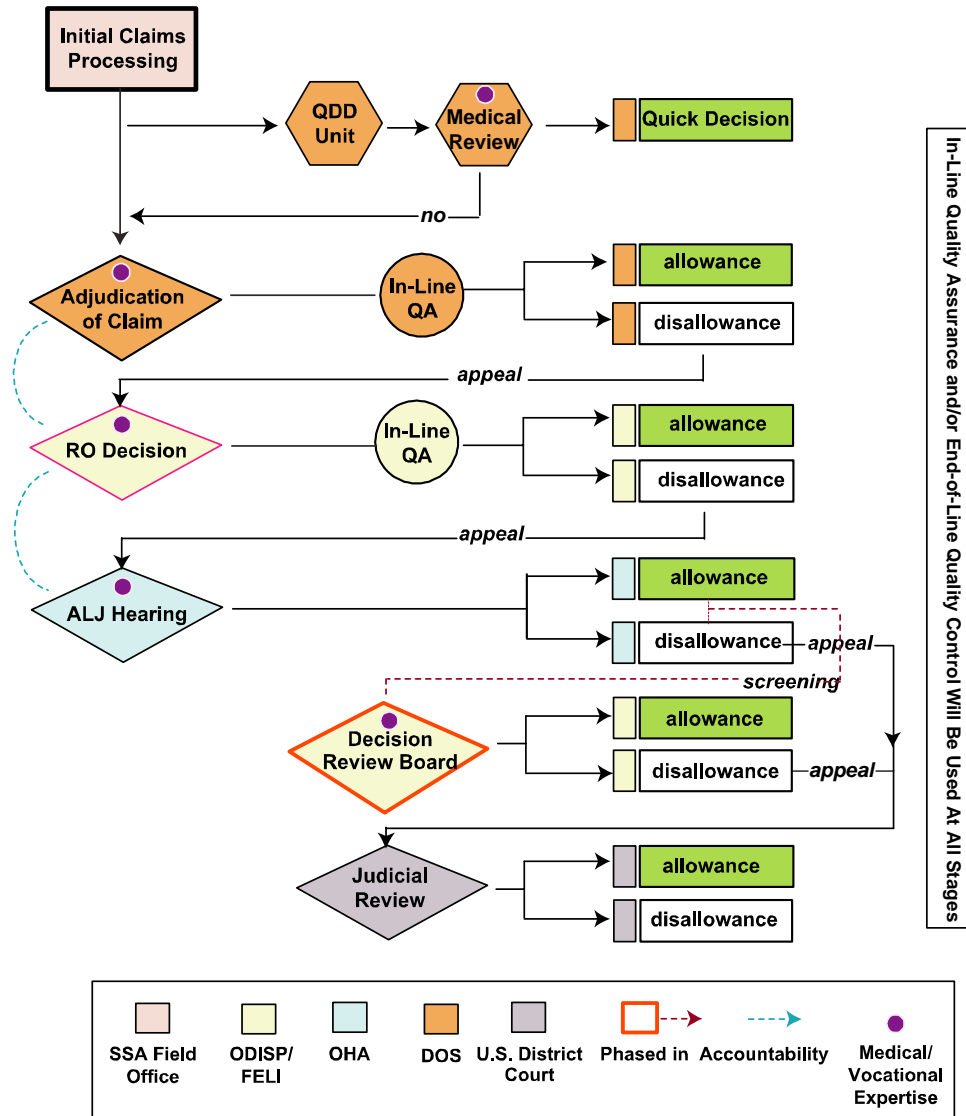 Initial Claims
Processing
QDD
Unit
Medical
Review
Quick Decision
no
Adjudication
of Claim
In-Line
QA
allowance
disallowance
appeal
RO Decision
In-Line
QA
allowance
disallowance
appeal
ALJ Hearing
allowance
disallowance
appeal
screening
Decision
Review Board
allowance
disallowance
appeal
Judicial
Review
allowance
disallowance
In-Line Quality Assurance and/or End-of-Line Quality Control Will Be Used At All Stages
SSA Field
Office
ODISP/
FELI
OHA
DOS
U.S. District
Court
Phased in
Accountability
Medical/
Vocational
Expertise